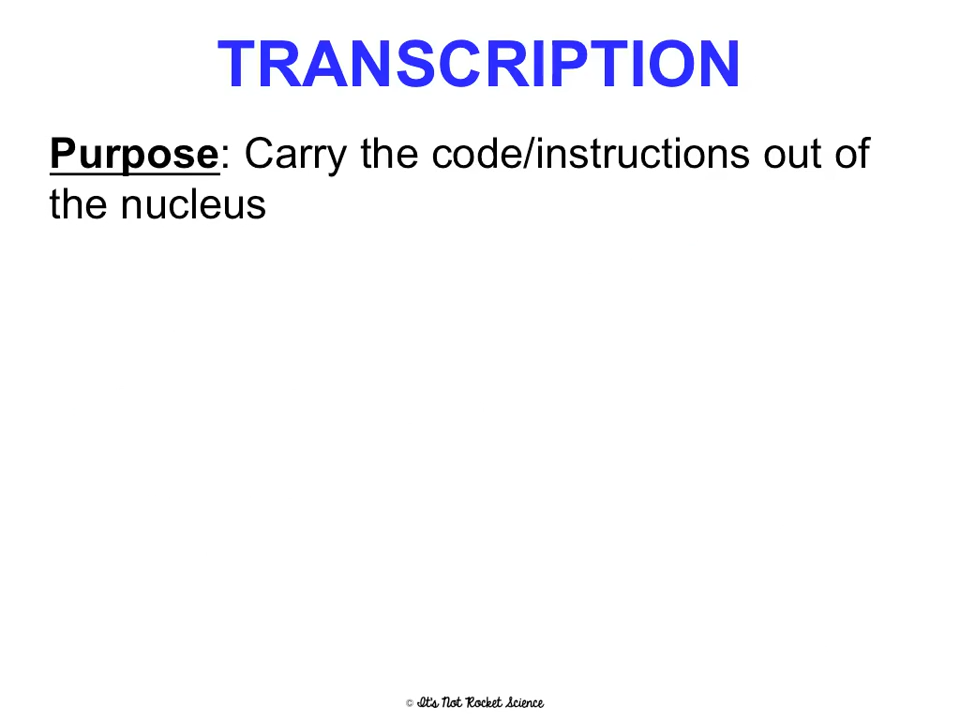 TRANSCRIPTION
Purpose: Carry the code/instructions out of
the nucleus
© It's Not Rocket Science